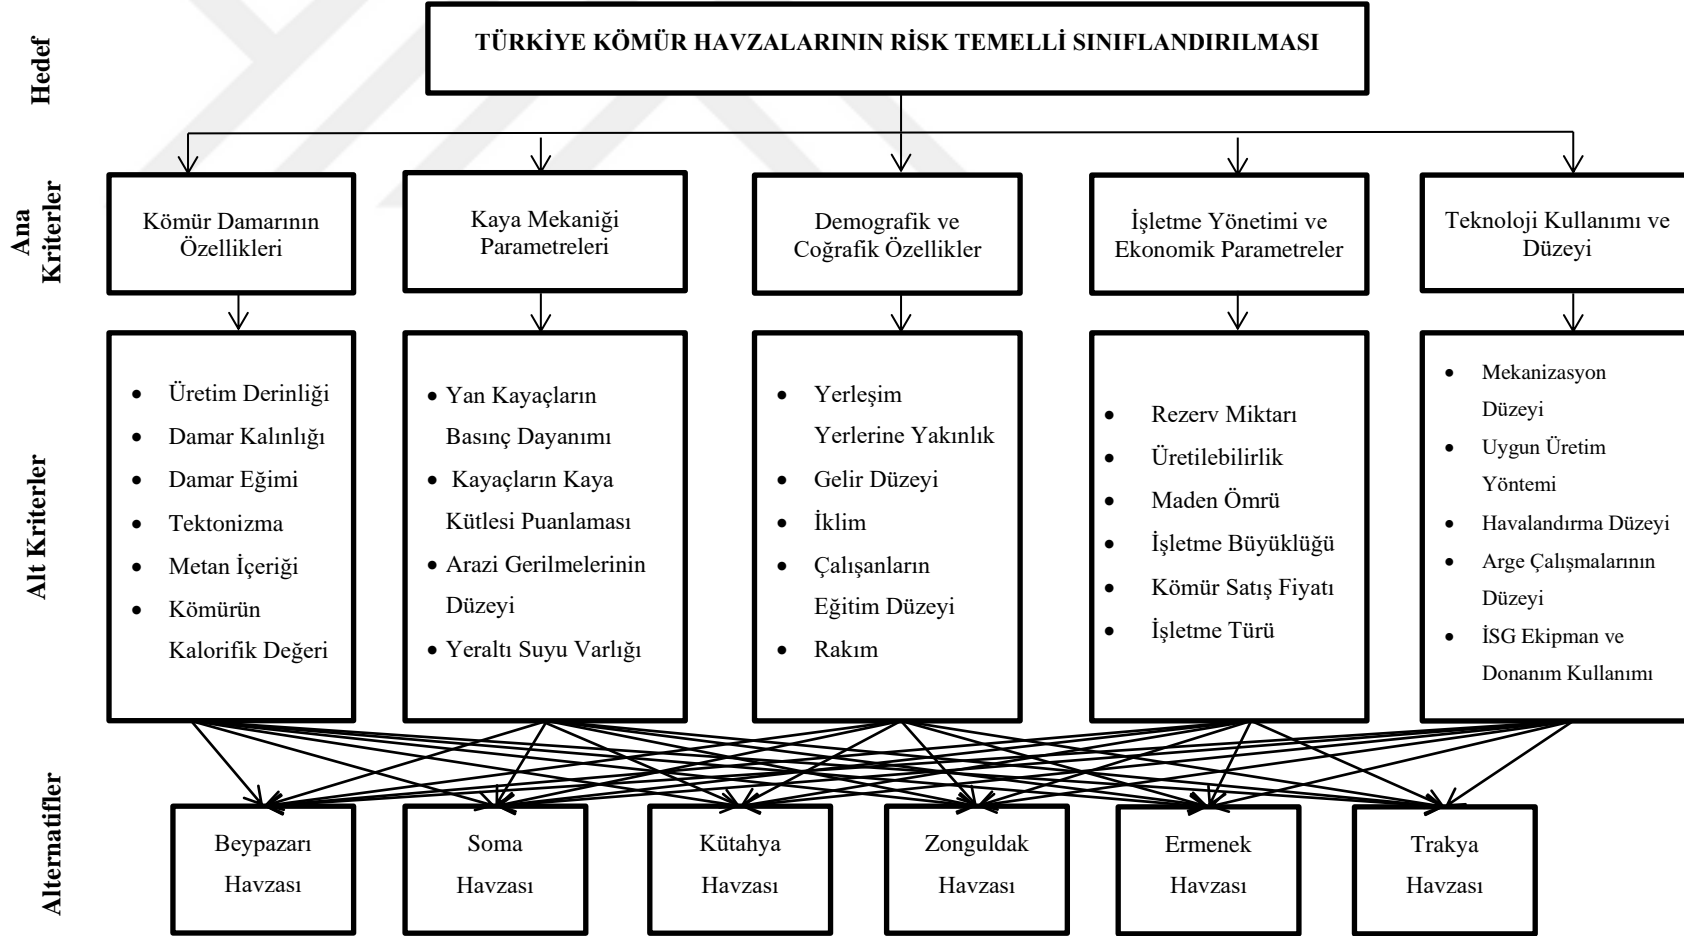 Hedef
TÜRKİYE KÖMÜR HAVZALARININ RİSK TEMELLİ SINIFLANDIRILMASI
Ana
Kriterler
Kömür Damarının
Özellikleri
Kaya Mekaniği
Parametreleri
Demografik ve
Coğrafik Özellikler
İşletme Yönetimi ve
Ekonomik Parametreler
Teknoloji Kullanımı ve
Düzeyi
Alt Kriterler
• Üretim Derinliği
• Damar Kalınlığı
• Damar Eğimi
• Tektonizma
• Metan İçeriği
• Kömürün
Kalorifik Değeri
• Yan Kayaçların
Basınç Dayanımı
• Kayaçların Kaya
Kütlesi Puanlaması
• Arazi Gerilmelerinin
Düzeyi
• Yeraltı Suyu Varlığı
• Yerleşim
Yerlerine Yakınlık
• Gelir Düzeyi
• İklim
• Çalışanların
Eğitim Düzeyi
• Rakım
• Rezerv Miktarı
• Üretilebilirlik
• Maden Ömrü
• İşletme Büyüklüğü
• Kömür Satış Fiyatı
• İşletme Türü
• Mekanizasyon
Düzeyi
• Uygun Üretim
Yöntemi
• Havalandırma Düzeyi
• Arge Çalışmalarının
Düzeyi
• İSG Ekipman ve
Donanım Kullanımı
Alternatifler
Beypazarı
Havzası
Soma
Havzası
Kütahya
Havzası
Zonguldak
Havzası
Ermenek
Havzası
Trakya
Havzası